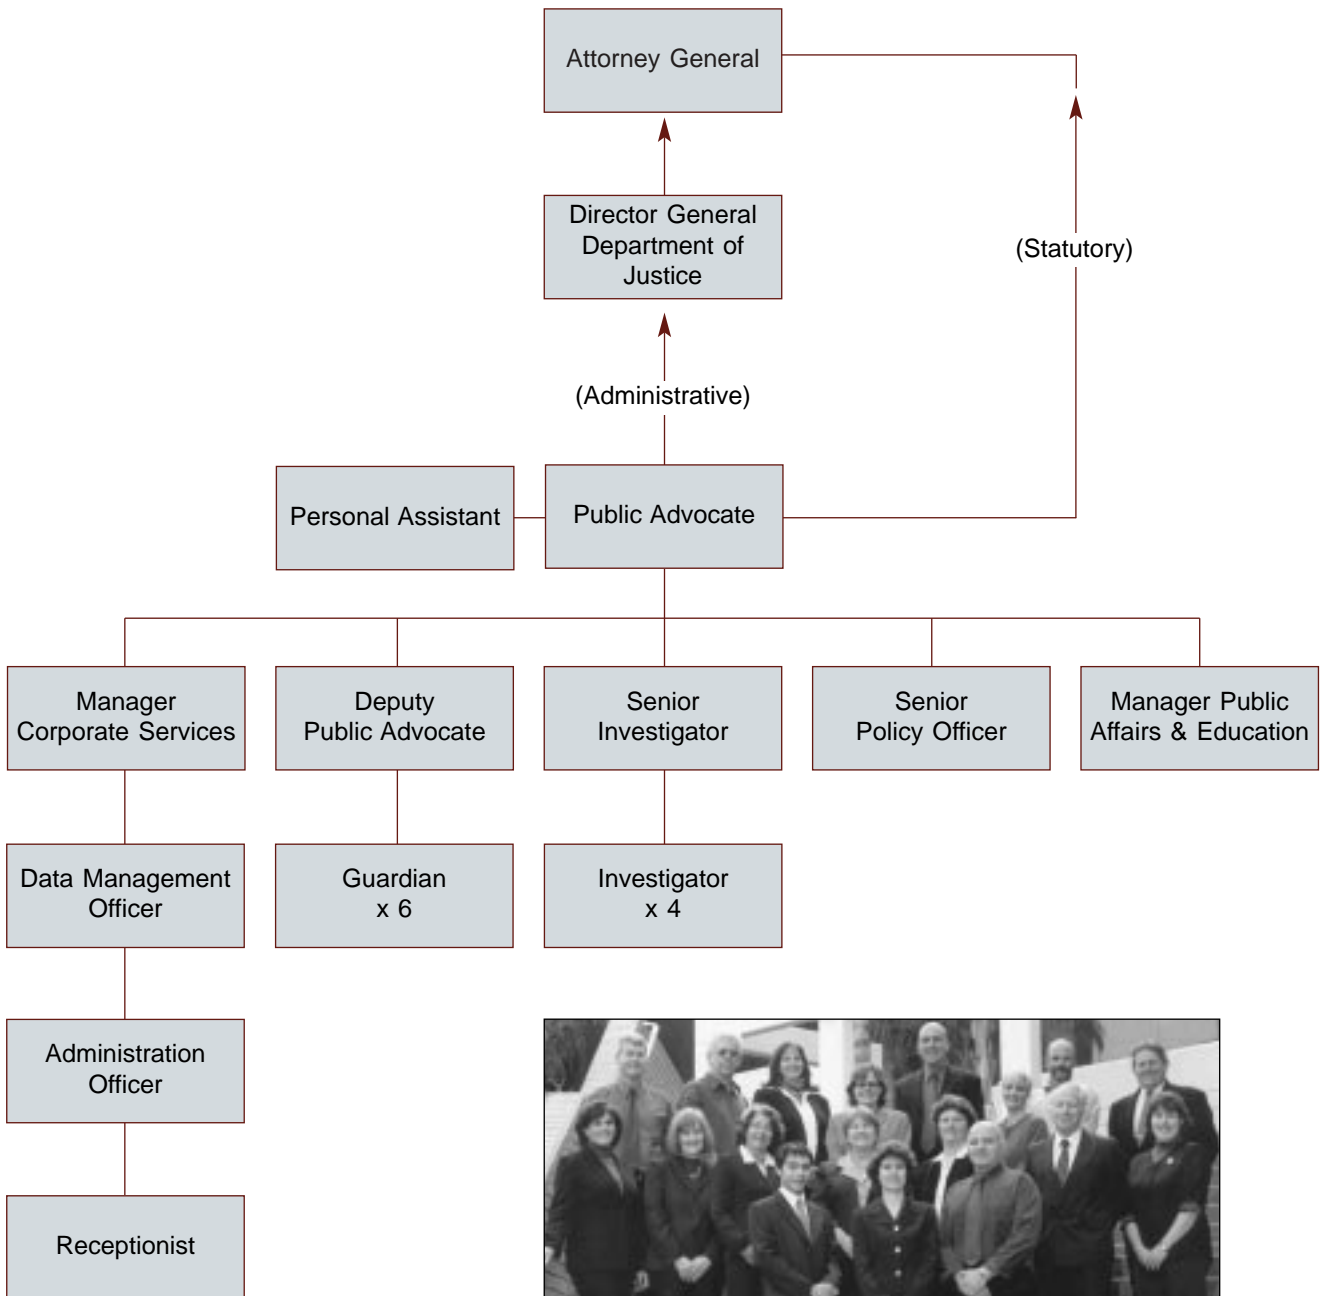 Attorney General
Director General
Department of
Justice
(Statutory)
(Administrative)
Personal Assistant
Public Advocate
Manager
Corporate Services
Deputy
Public Advocate
Senior
Investigator
Senior
Policy Officer
Manager Public
Affairs & Education
Data Management
Officer
Guardian
x 6
Investigator
x 4
Administration
Officer
Receptionist